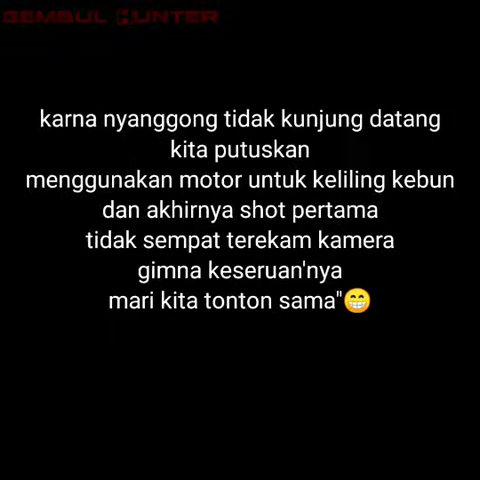 GEMBUL HUNTER
karna nyanggong tidak kunjung datang
kita putuskan
menggunakan motor untuk keliling kebun
dan akhirnya shot pertama
tidak sempat terekam kamera
gimna keseruan'nya
mari kita tonton sama"😁